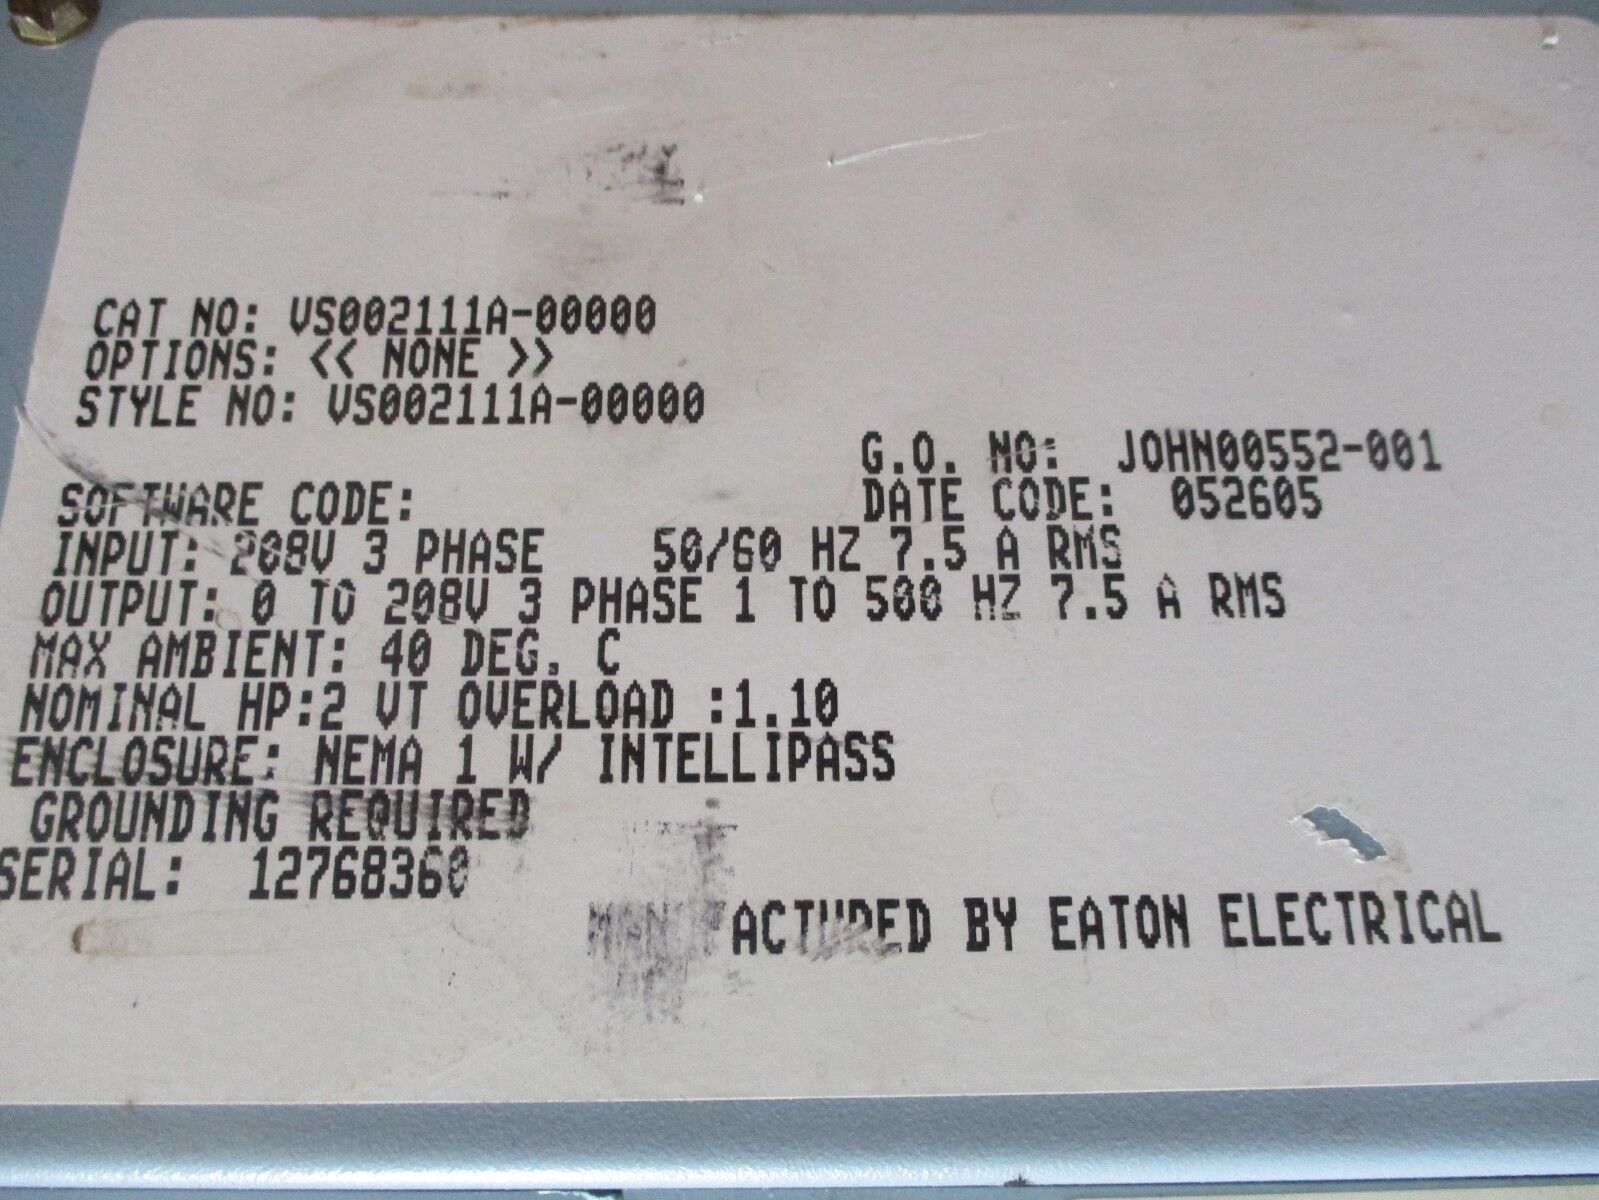 CAT NO: VS002111A-00000
OPTIONS: << NONE >>
STYLE NO: VS002111A-00000
G.O. NO: JOHN00552-001
SOFTWARE CODE:
DATE CODE: 052605
INPUT: 208V 3 PHASE 50/60 HZ 7.5 A RMS
OUTPUT: 0 TO 208V 3 PHASE 1 TO 500 HZ 7.5 A RMS
MAX AMBIENT: 40 DEG. C
NOMINAL HP:2 VT OVERLOAD :1.10
ENCLOSURE: NEMA 1 W/ INTELLIPASS
GROUNDING REQUIRED
SERIAL: 12768360
MANUFACTURED BY EATON ELECTRICAL